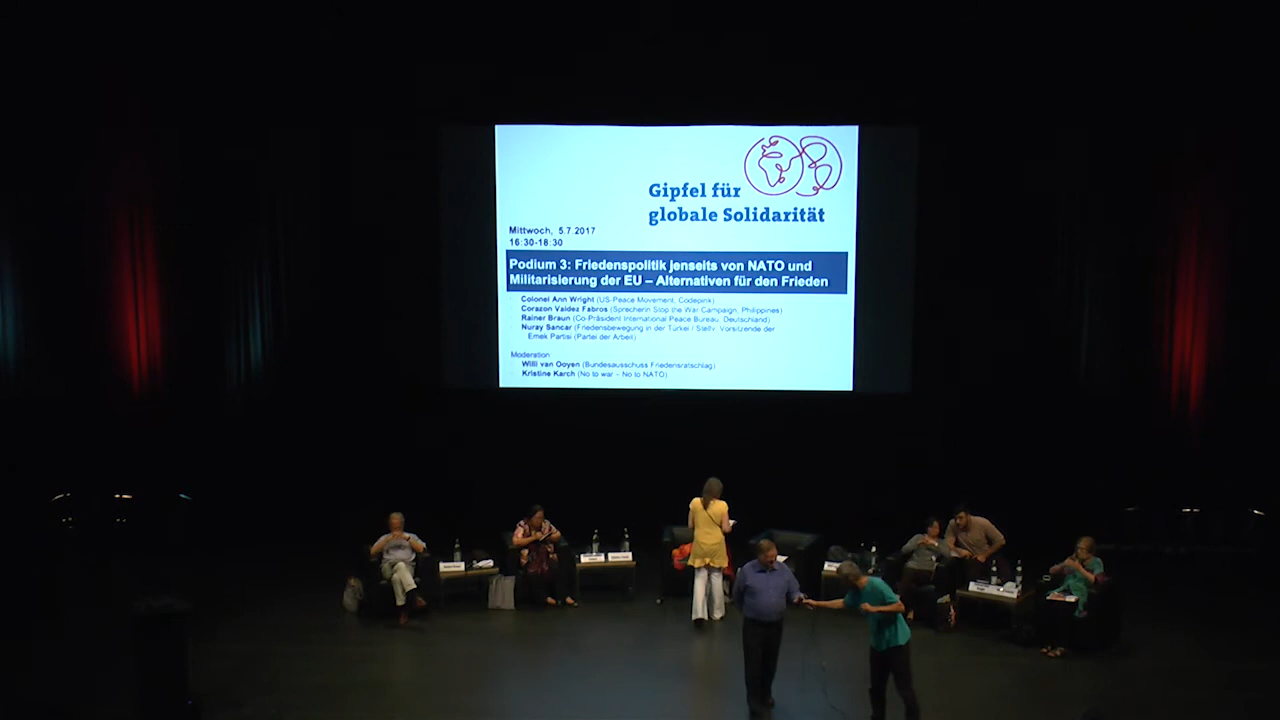 Gipfel für
globale Solidarität
Mittwoch, 5.7.2017
16:30-18:30
Podium 3: Friedenspolitik jenseits von NATO und
Militarisierung der EU – Alternativen für den Frieden
Colonel Ann Wright (US-Peace Movement, Codepink)
Corazon Valdez Fabros (Sprecherin Stop the War Campaign, Philippines)
Rainer Braun (Co-Präsident International Peace Bureau, Deutschland)
Nuray Sancar (Friedensbewegung in der Türkei / Stellv. Vorsitzende der
Emek Partisi (Partei der Arbeit)
Moderation
Willi van Ooyen (Bundesausschuss Friedensratschlag)
Kristine Karch (No to war – No to NATO)